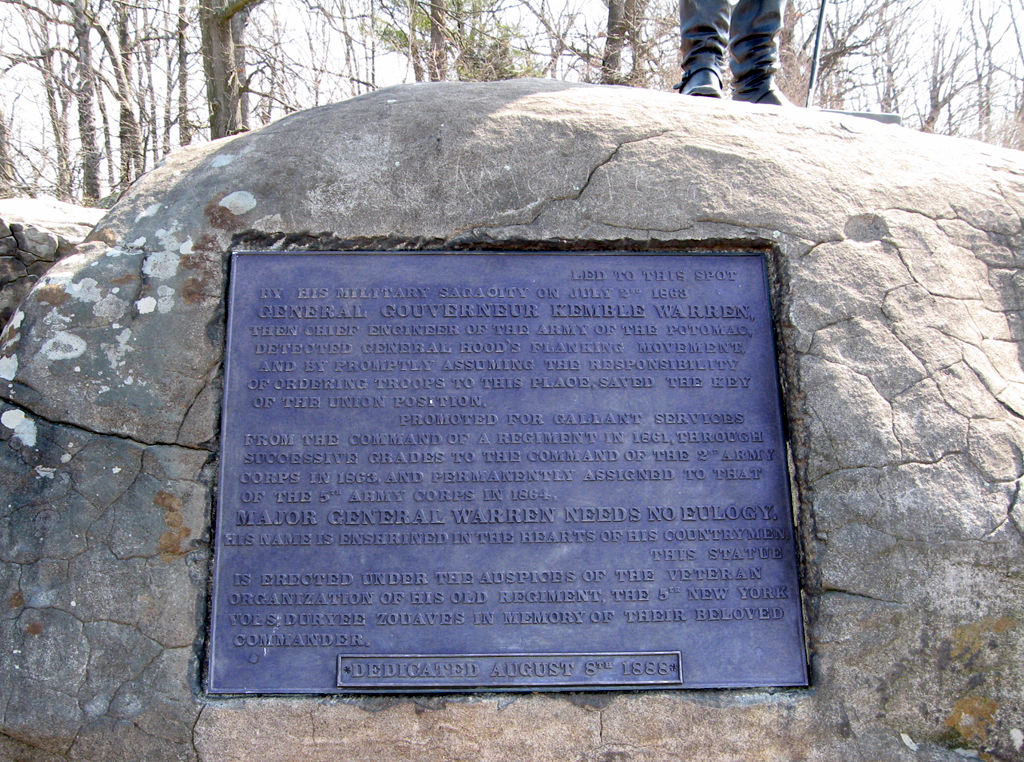 LED TO THIS SPOT
BY HIS MILITARY SAGACITY ON JULY 2ND 1863
GENERAL GOUVERNEUR KEMBLE WARREN,
THEN CHIEF ENGINEER OF THE ARMY OF THE POTOMAC,
DETECTED GENERAL HOOD'S FLANKING MOVEMENT,
AND BY PROMPTLY ASSUMING THE RESPONSIBILITY
OF ORDERING TROOPS TO THIS PLACE, SAVED THE KEY
OF THE UNION POSITION.
PROMOTED FOR GALLANT SERVICES
FROM THE COMMAND OF A REGIMENT IN 1861, THROUGH
SUCCESSIVE GRADES TO THE COMMAND OF THE 2ND ARMY
CORPS IN 1863, AND PERMANENTLY ASSIGNED TO THAT
OF THE 5TH ARMY CORPS IN 1864.
MAJOR GENERAL WARREN NEEDS NO EULOGY.
HIS NAME IS ENSHRINED IN THE HEARTS OF HIS COUNTRYMEN
THIS STATUE
IS ERECTED UNDER THE AUSPICES OF THE VETERAN
ORGANIZATION OF HIS OLD REGIMENT, THE 5TH NEW YORK
VOLS. DURYEE ZOUAVES IN MEMORY OF THEIR BELOVED
COMMANDER.
*DEDICATED AUGUST 8TH 1888*